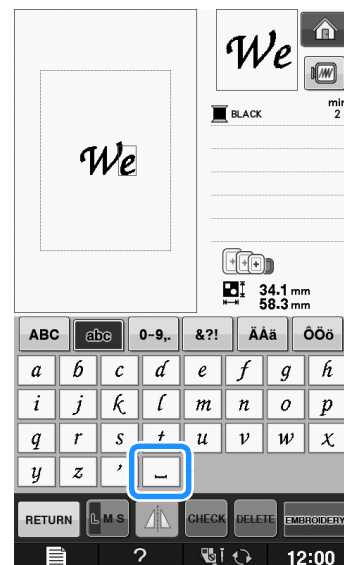 We
We
BLACK
min
2
34.1 mm
58.3 mm
ABC abc 0~9,. &?! ÄÅä ÔÖö
a b c d e f g h
i j k l m n o p
q r s t u v w x
y z ’ ⎵
RETURN L M S CHECK DELETE EMBROIDERY
? 12:00